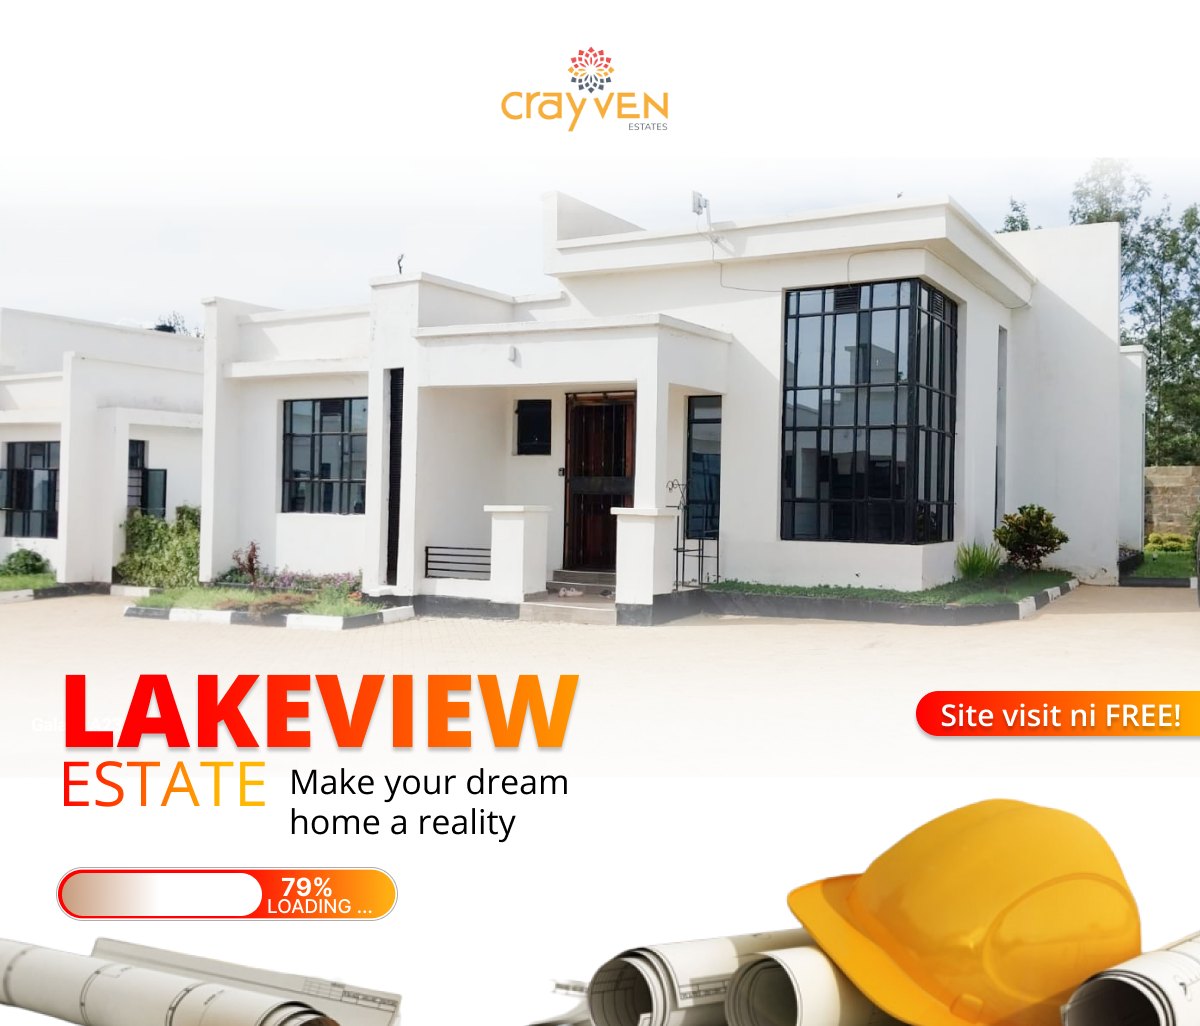 crayVEN
ESTATES
LAKEVIEW
ESTATE
Make your dream
home a reality
Site visit ni FREE!
79%
LOADING ...